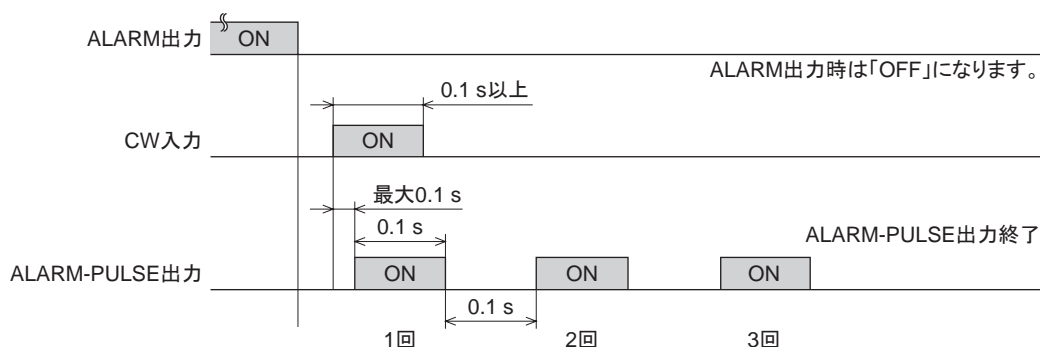 ALARM出力
ON
ALARM出力時は「OFF」になります。
0.1 s以上
CW入力
ON
最大0.1 s
0.1 s
ALARM-PULSE出力終了
ALARM-PULSE出力
ON
ON
ON
0.1 s
1回
2回
3回